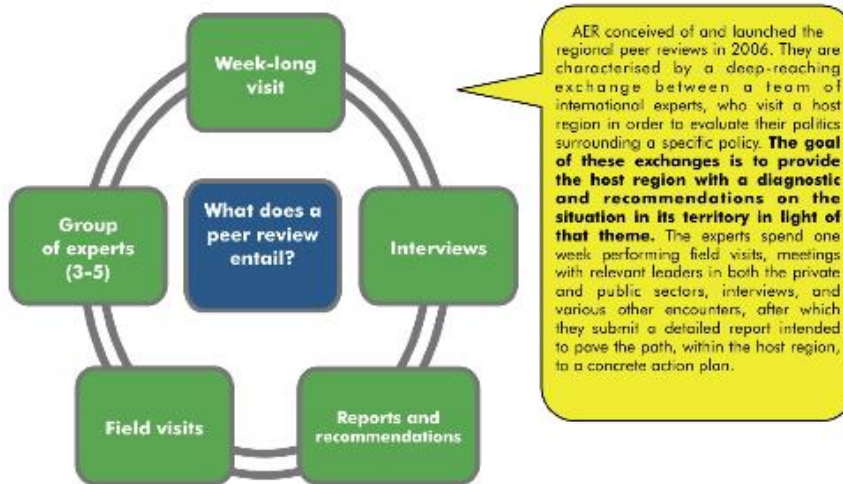 Week-long
visit
Group
of experts
(3-5)
What does a
peer review
entail?
Interviews
Field visits
Reports and
recommendations
AER conceived of and launched the
regional peer reviews in 2006. They are
characterised by a deep-reaching
exchange between a team of
international experts, who visit a host
region in order to evaluate their politics
surrounding a specific policy. The goal
of these exchanges is to provide
the host region with a diagnostic
and recommendations on the
situation in its territory in light of
that theme. The experts spend one
week performing field visits, meetings
with relevant leaders in both the private
and public sectors, interviews, and
various other encounters, after which
they submit a detailed report intended
to pave the path, within the host region,
to a concrete action plan.